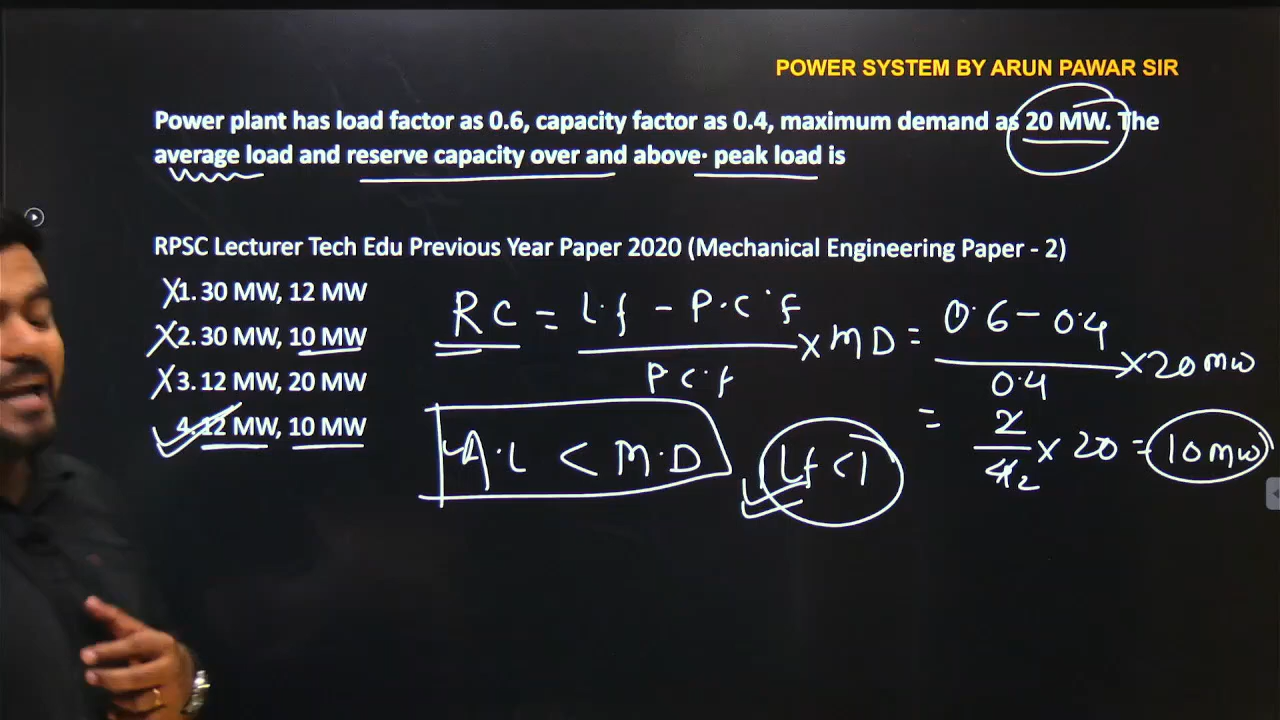 POWER SYSTEM BY ARUN PAWAR SIR
Power plant has load factor as 0.6, capacity factor as 0.4, maximum demand as 20 MW. The
average load and reserve capacity over and above· peak load is
RPSC Lecturer Tech Edu Previous Year Paper 2020 (Mechanical Engineering Paper - 2)
X1. 30 MW, 12 MW
X2. 30 MW, 10 MW
X3. 12 MW, 20 MW
4. 12 MW, 10 MW
RC = L.f - P.C.f / P.C.f × MD = 0.6 - 0.4 / 0.4 × 20 MW
= 2 / 4 2 × 20 = 10 MW
A.L < M.D
Lf < 1